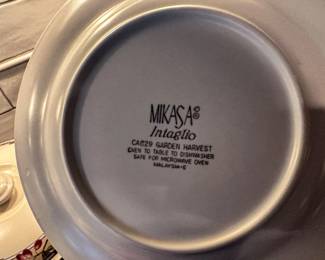 MIKASA®
Intaglio
CAC29 GARDEN HARVEST
OVEN TO TABLE TO DISHWASHER
SAFE FOR MICROWAVE OVEN
MALAYSIA-E